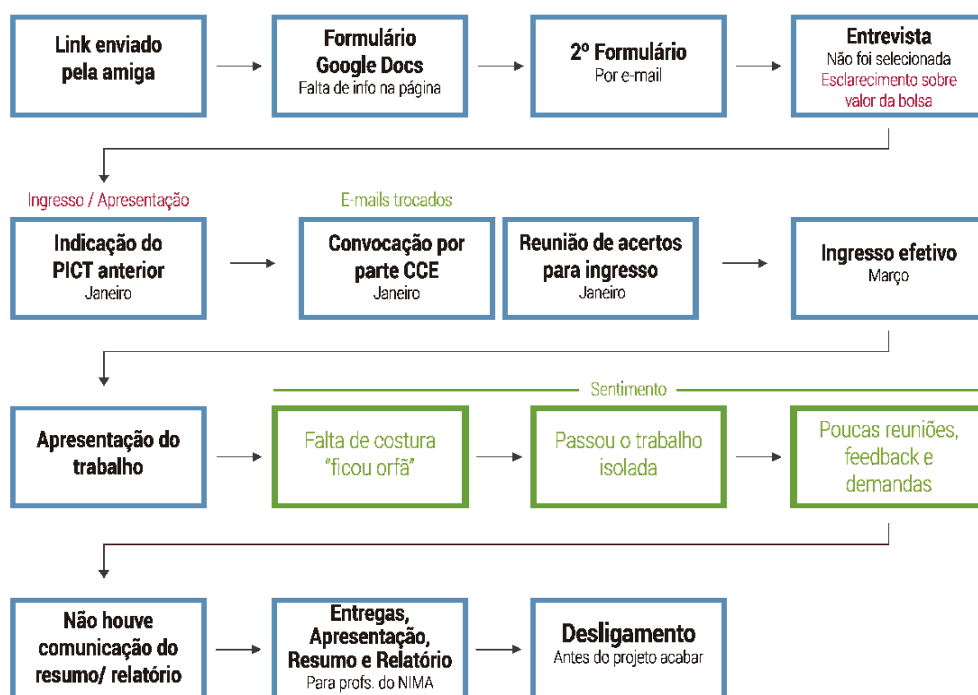 Link enviado
pela amiga
Formulário
Google Docs
Falta de info na página
2º Formulário
Por e-mail
Entrevista
Não foi selecionada
Esclarecimento sobre
valor da bolsa
Ingresso / Apresentação
Indicação do
PICT anterior
Janeiro
E-mails trocados
Convocação por
parte CCE
Janeiro
Reunião de acertos
para ingresso
Janeiro
Ingresso efetivo
Março
Apresentação do
trabalho
Sentimento
Falta de costura
"ficou orfã"
Passou o trabalho
isolada
Poucas reuniões,
feedback e
demandas
Não houve
comunicação do
resumo/ relatório
Entregas,
Apresentação,
Resumo e Relatório
Para profs. do NIMA
Desligamento
Antes do projeto acabar